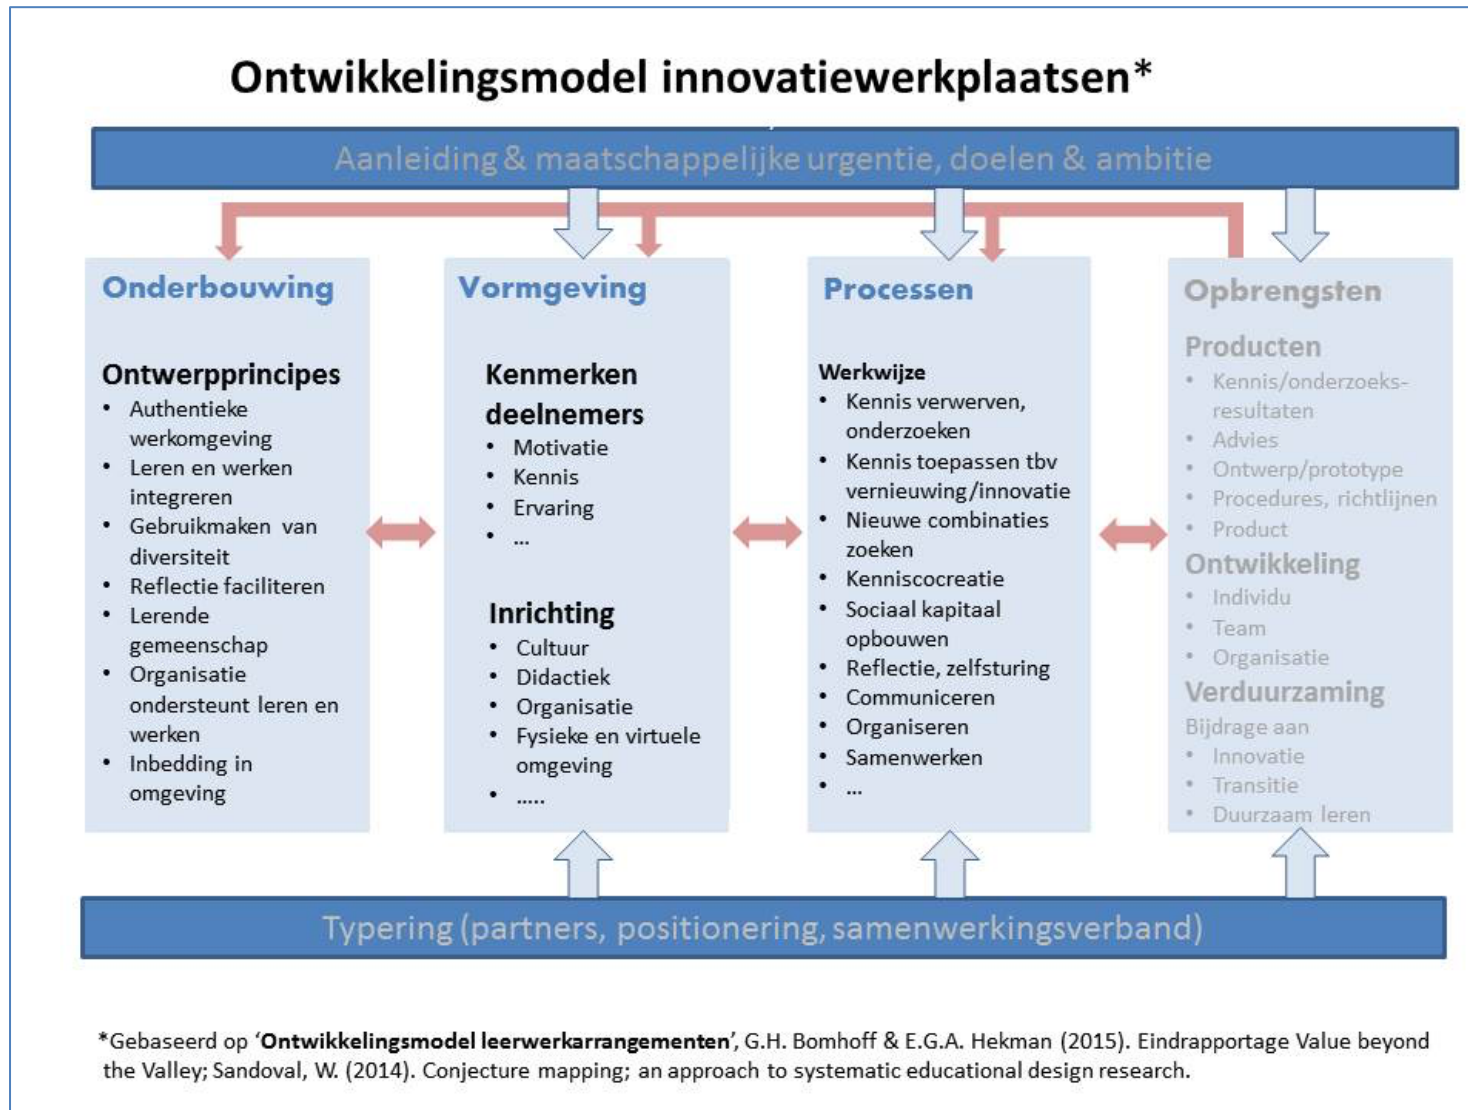 Ontwikkelingsmodel innovatiewerkplaatsen*
Aanleiding & maatschappelijke urgentie, doelen & ambitie
Onderbouwing
Ontwerpprincipes
• Authentieke
werkomgeving
• Leren en werken
integreren
• Gebruikmaken van
diversiteit
• Reflectie faciliteren
• Lerende
gemeenschap
• Organisatie
ondersteunt leren en
werken
• Inbedding in
omgeving
Vormgeving
Kenmerken
deelnemers
• Motivatie
• Kennis
• Ervaring
• ...
Inrichting
• Cultuur
• Didactiek
• Organisatie
• Fysieke en virtuele
omgeving
• .....
Processen
Werkwijze
• Kennis verwerven,
onderzoeken
• Kennis toepassen tbv
vernieuwing/innovatie
• Nieuwe combinaties
zoeken
• Kenniscocreatie
• Sociaal kapitaal
opbouwen
• Reflectie, zelfsturing
• Communiceren
• Organiseren
• Samenwerken
• ...
Opbrengsten
Producten
• Kennis/onderzoeks-
resultaten
• Advies
• Ontwerp/prototype
• Procedures, richtlijnen
• Product
Ontwikkeling
• Individu
• Team
• Organisatie
Verduurzaming
Bijdrage aan
• Innovatie
• Transitie
• Duurzaam leren
Typering (partners, positionering, samenwerkingsverband)
*Gebaseerd op ‘Ontwikkelingsmodel leerwerkarrangementen’, G.H. Bomhoff & E.G.A. Hekman (2015). Eindrapportage Value beyond
the Valley; Sandoval, W. (2014). Conjecture mapping; an approach to systematic educational design research.